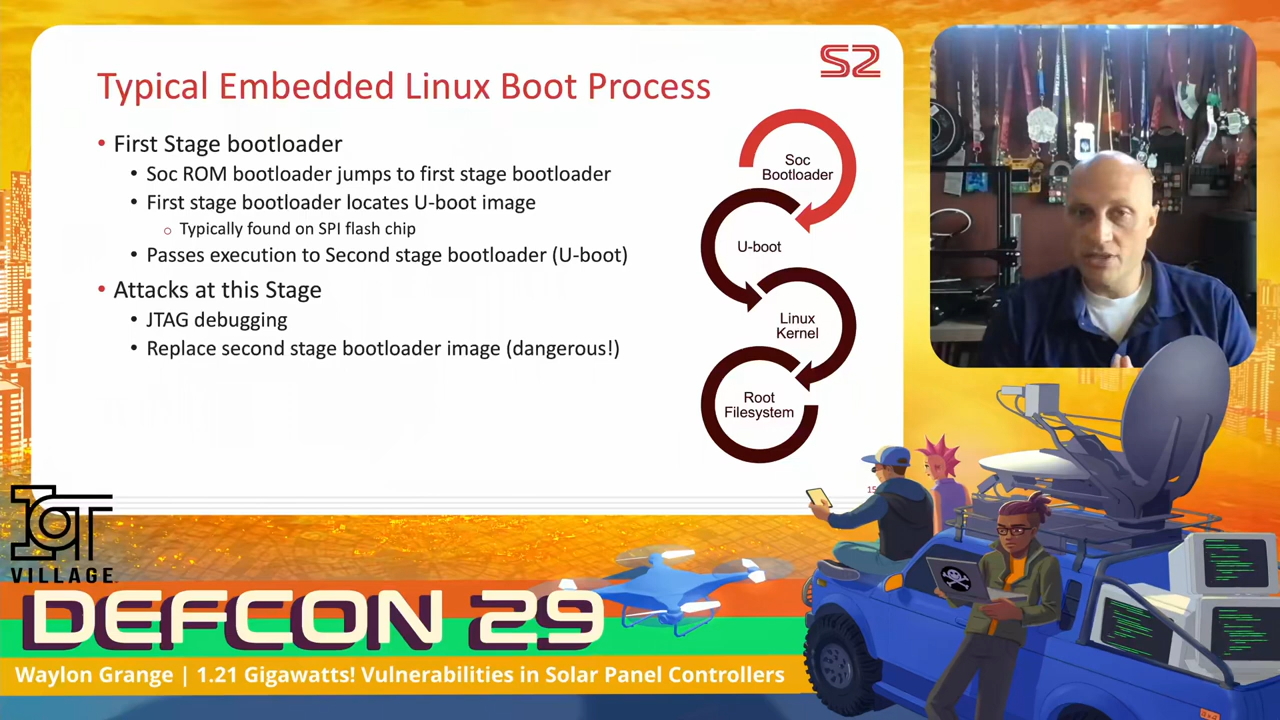 S2
Typical Embedded Linux Boot Process
• First Stage bootloader
• Soc ROM bootloader jumps to first stage bootloader
• First stage bootloader locates U-boot image
○ Typically found on SPI flash chip
• Passes execution to Second stage bootloader (U-boot)
• Attacks at this Stage
• JTAG debugging
• Replace second stage bootloader image (dangerous!)
Soc
Bootloader
U-boot
Linux
Kernel
Root
Filesystem
IOT
VILLAGE
DEFCON 29
Waylon Grange | 1.21 Gigawatts! Vulnerabilities in Solar Panel Controllers